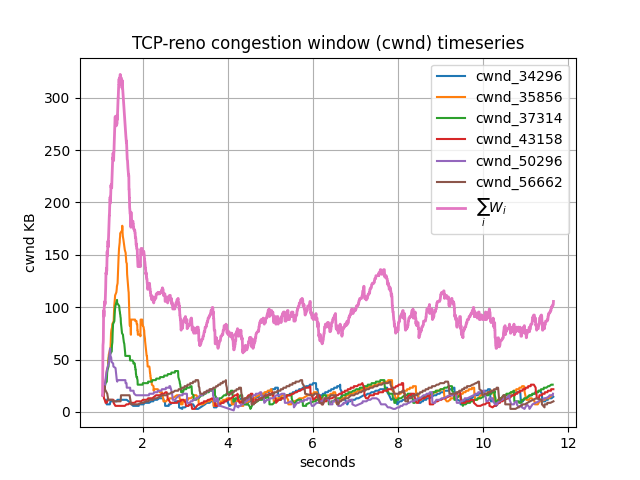 TCP-reno congestion window (cwnd) timeseries
cwnd_34296
cwnd_35856
cwnd_37314
cwnd_43158
cwnd_50296
cwnd_56662
∑ᵢ Wᵢ
cwnd KB
300
250
200
150
100
50
0
2 4 6 8 10 12
seconds